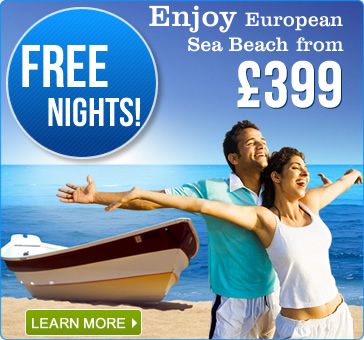 FREE
NIGHTS!
Enjoy European
Sea Beach from
£399
LEARN MORE